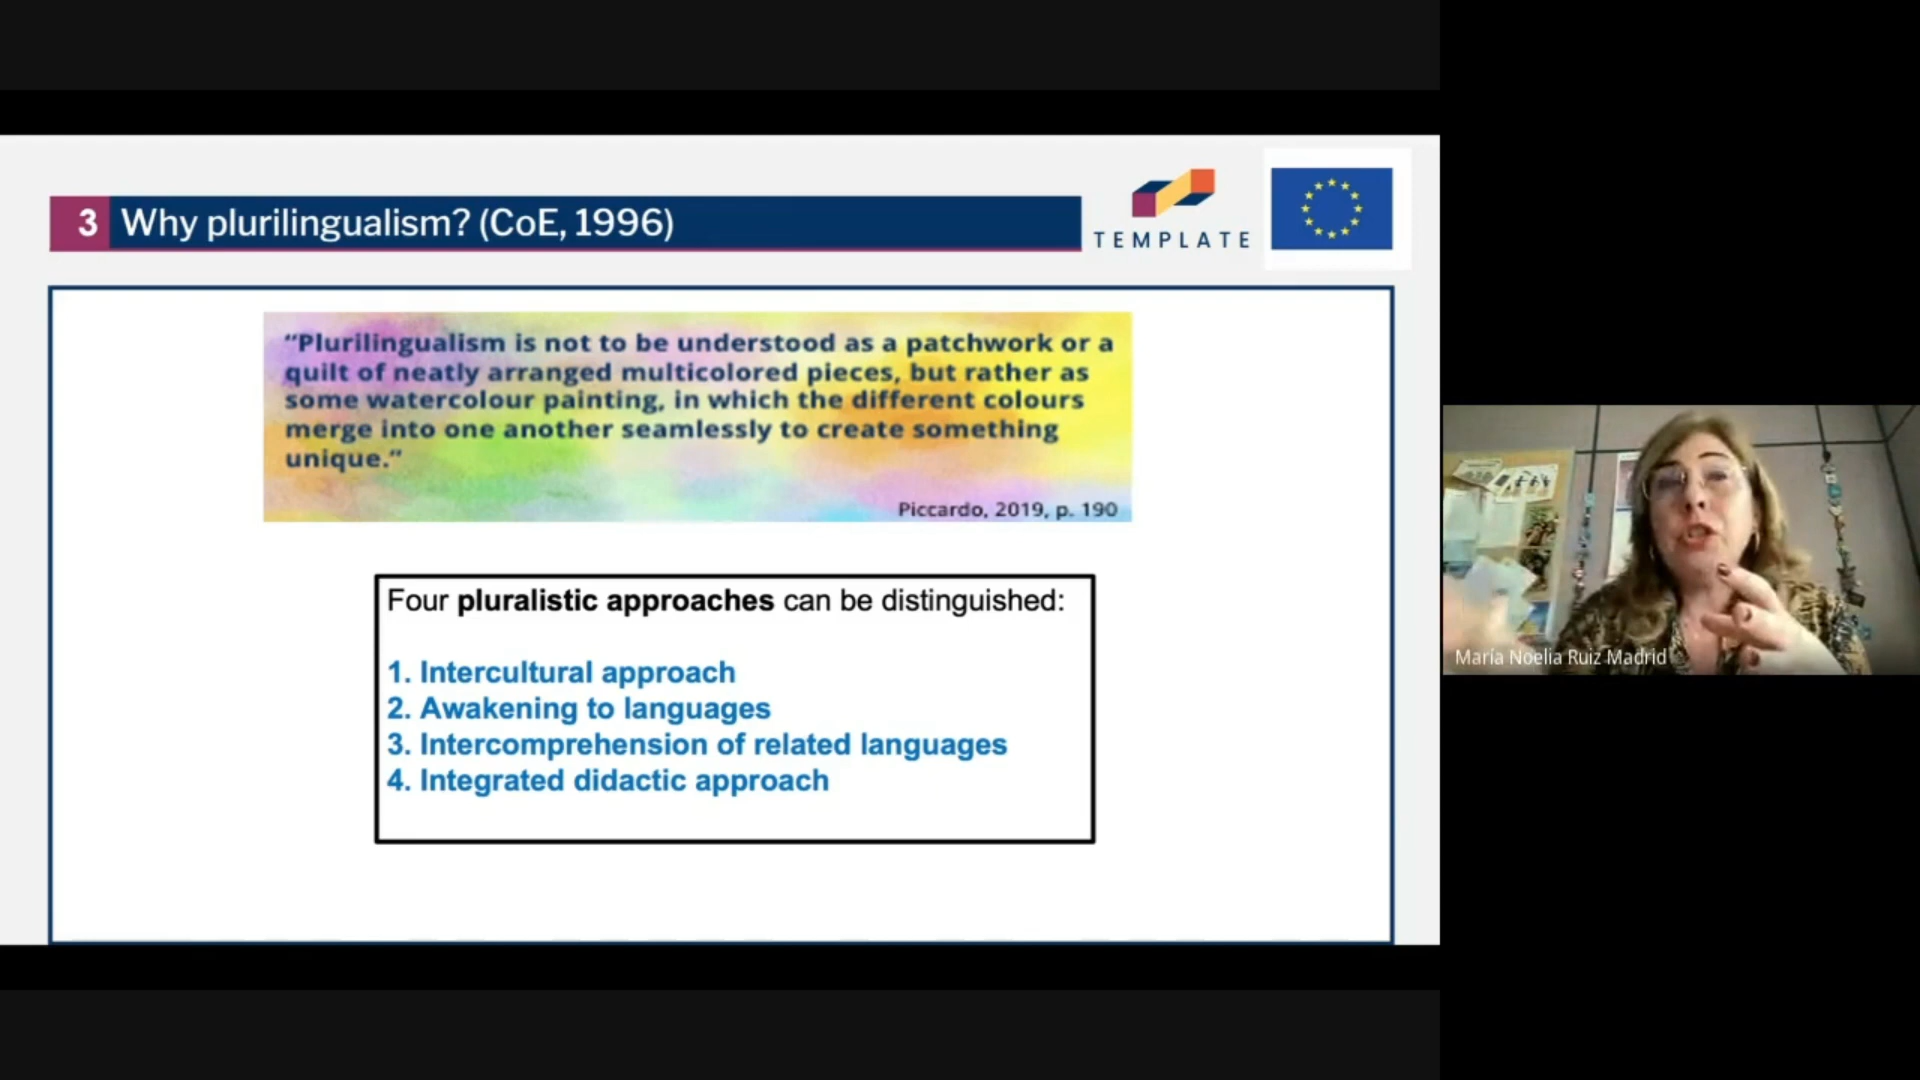 3 Why plurilingualism? (CoE, 1996)
TEMPLATE
“Plurilingualism is not to be understood as a patchwork or a
quilt of neatly arranged multicolored pieces, but rather as
some watercolour painting, in which the different colours
merge into one another seamlessly to create something
unique.”
Piccardo, 2019, p. 190
Four pluralistic approaches can be distinguished:
1. Intercultural approach
2. Awakening to languages
3. Intercomprehension of related languages
4. Integrated didactic approach
María Noelia Ruiz Madrid